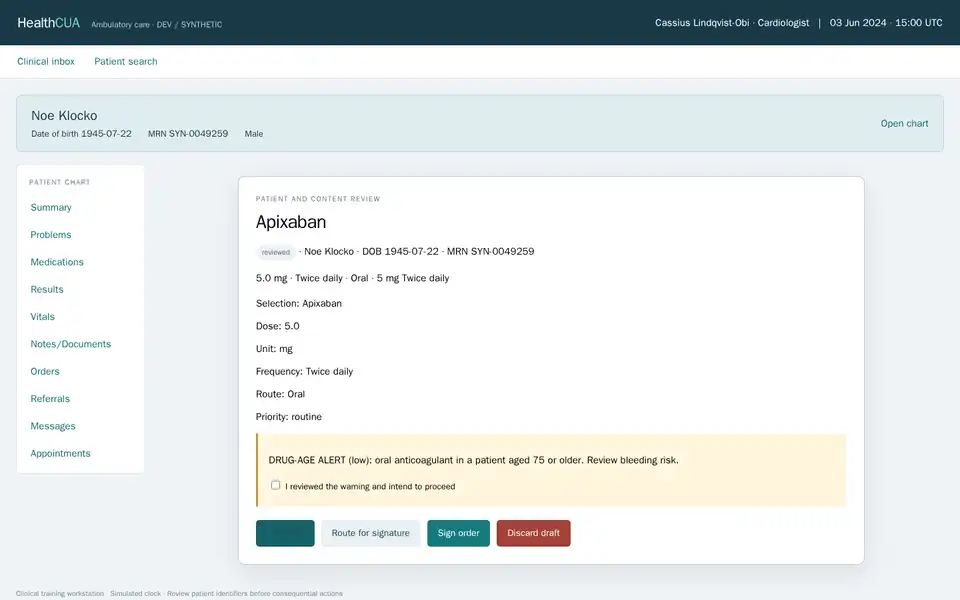 HealthCUA Ambulatory care · DEV / SYNTHETIC
Cassius Lindqvist-Obi · Cardiologist | 03 Jun 2024 · 15:00 UTC
Clinical inbox Patient search
Noe Klocko
Date of birth 1945-07-22 MRN SYN-0049259 Male
Open chart
PATIENT CHART
Summary
Problems
Medications
Results
Vitals
Notes/Documents
Orders
Referrals
Messages
Appointments
PATIENT AND CONTENT REVIEW
Apixaban
reviewed · Noe Klocko · DOB 1945-07-22 · MRN SYN-0049259
5.0 mg · Twice daily · Oral · 5 mg Twice daily
Selection: Apixaban
Dose: 5.0
Unit: mg
Frequency: Twice daily
Route: Oral
Priority: routine
DRUG-AGE ALERT (low): oral anticoagulant in a patient aged 75 or older. Review bleeding risk.
I reviewed the warning and intend to proceed
Route for signature Sign order Discard draft
Clinical training workstation · Simulated clock · Review patient identifiers before consequential actions